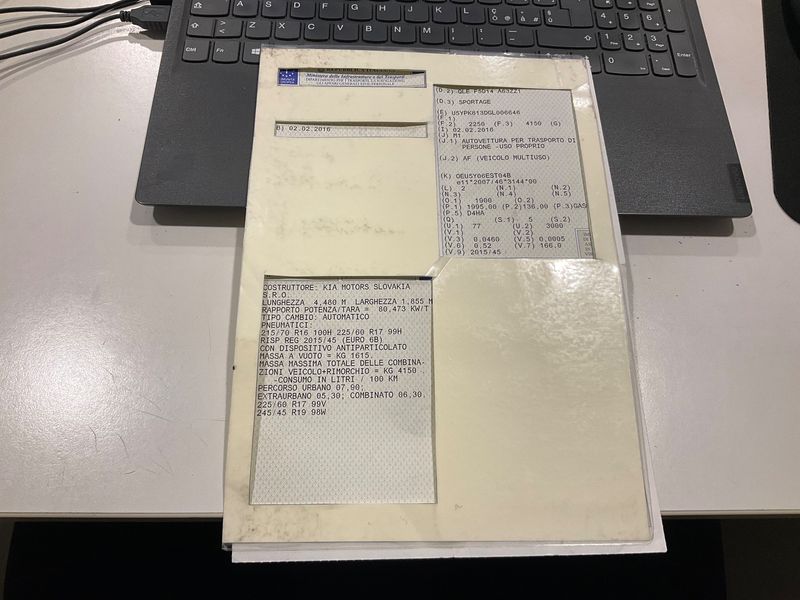 Ministero delle Infrastrutture e dei Trasporti
B) 02.02.2016
(D.2) QLE F5D14 A63ZZ1
(D.3) SPORTAGE
(E) U5YPK813DGL006646
(F.1)
(F.2) 2250 (F.3) 4150 (G)
(I) 02.02.2016
(J) M1
(J.1) AUTOVETTURA PER TRASPORTO DI
PERSONE -USO PROPRIO
(J.2) AF (VEICOLO MULTIUSO)
(K) OEU5Y06EST04B
e11*2007/46*3144*00
(L) 2 (N.1) (N.2)
(N.3) (N.4) (N.5)
(O.1) 1900 (O.2)
(P.1) 1995,00 (P.2)136,00 (P.3)GAS
(P.5) D4HA
(Q) (S.1) 5 (S.2)
(U.1) 77 (U.2) 3000
(V.1) (V.2)
(V.3) 0.0460 (V.5) 0,0005
(V.6) 0.52 (V.7) 166,0
(V.9) 2015/45
COSTRUTTORE: KIA MOTORS SLOVAKIA
S.R.O.
LUNGHEZZA 4,480 M LARGHEZZA 1,855 M
RAPPORTO POTENZA/TARA = 80,473 KW/T
TIPO CAMBIO: AUTOMATICO
PNEUMATICI:
215/70 R16 100H 225/60 R17 99H
RISP REG 2015/45 (EURO 6B)
CON DISPOSITIVO ANTIPARTICOLATO
MASSA A VUOTO = KG 1615.
MASSA MASSIMA TOTALE DELLE COMBINA-
ZIONI VEICOLO+RIMORCHIO = KG 4150 .
-CONSUMO IN LITRI / 100 KM
PERCORSO URBANO 07,90;
EXTRAURBANO 05,30; COMBINATO 06,30.
225/60 R17 99V
245/45 R19 98W